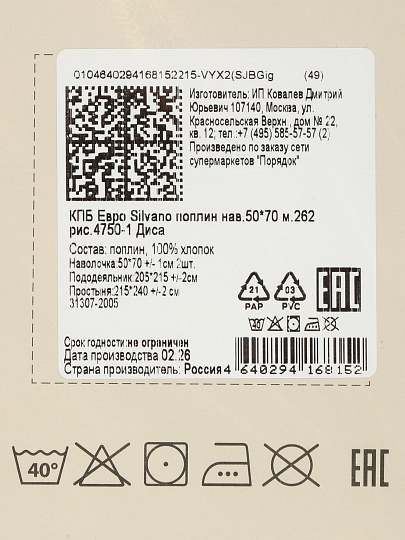 0104640294168152215-VYX2(SJBGig (49)
Изготовитель: ИП Ковалев Дмитрий
Юрьевич 107140, Москва, ул.
Красносельская Верхн., дом № 22,
кв. 12; тел.:+7 (495) 585-57-57 (2)
Произведено по заказу сети
супермаркетов "Порядок"
КПБ Евро Silvano поплин нав.50*70 м.262
рис.4750-1 Диса
Состав: поплин, 100% хлопок
Наволочка:50*70 +/- 1см 2шт.
Пододеяльник:205*215 +/-2см
Простыня:215*240 +/-2 см
31307-2005
21 03 EAC
PAP PVC
Срок годности:не ограничен
Дата производства 02.26
Страна производитель: Россия
4 640294 168152
40° EAC